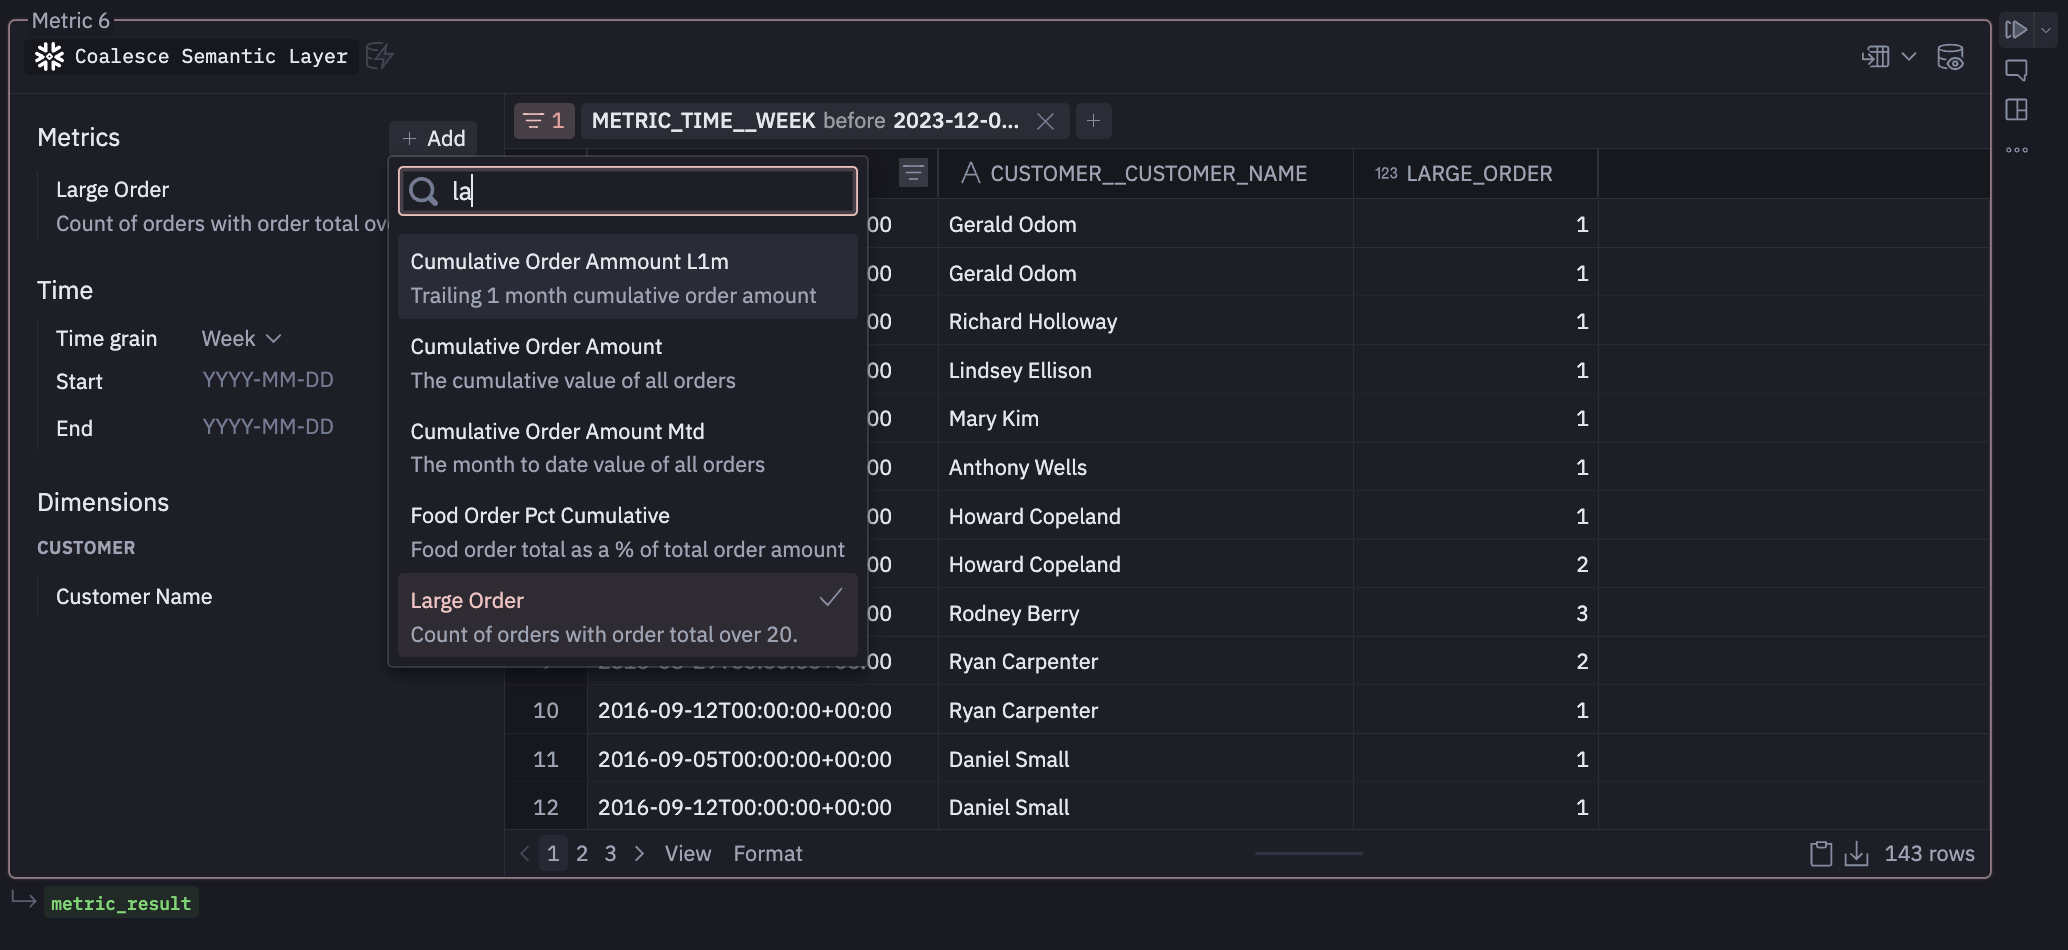 Metric 6
Coalesce Semantic Layer
Metrics
+ Add
Large Order
Count of orders with order total ov
Time
Time grain Week
Start YYYY-MM-DD
End YYYY-MM-DD
Dimensions
CUSTOMER
Customer Name
la
Cumulative Order Ammount L1m
Trailing 1 month cumulative order amount
Cumulative Order Amount
The cumulative value of all orders
Cumulative Order Amount Mtd
The month to date value of all orders
Food Order Pct Cumulative
Food order total as a % of total order amount
Large Order
Count of orders with order total over 20.
1 METRIC_TIME__WEEK before 2023-12-0... +
A CUSTOMER__CUSTOMER_NAME 123 LARGE_ORDER
00 Gerald Odom 1
00 Gerald Odom 1
00 Richard Holloway 1
00 Lindsey Ellison 1
00 Mary Kim 1
00 Anthony Wells 1
00 Howard Copeland 1
00 Howard Copeland 2
00 Rodney Berry 3
00 Ryan Carpenter 2
10 2016-09-12T00:00:00+00:00 Ryan Carpenter 1
11 2016-09-05T00:00:00+00:00 Daniel Small 1
12 2016-09-12T00:00:00+00:00 Daniel Small 1
1 2 3 View Format 143 rows
metric_result